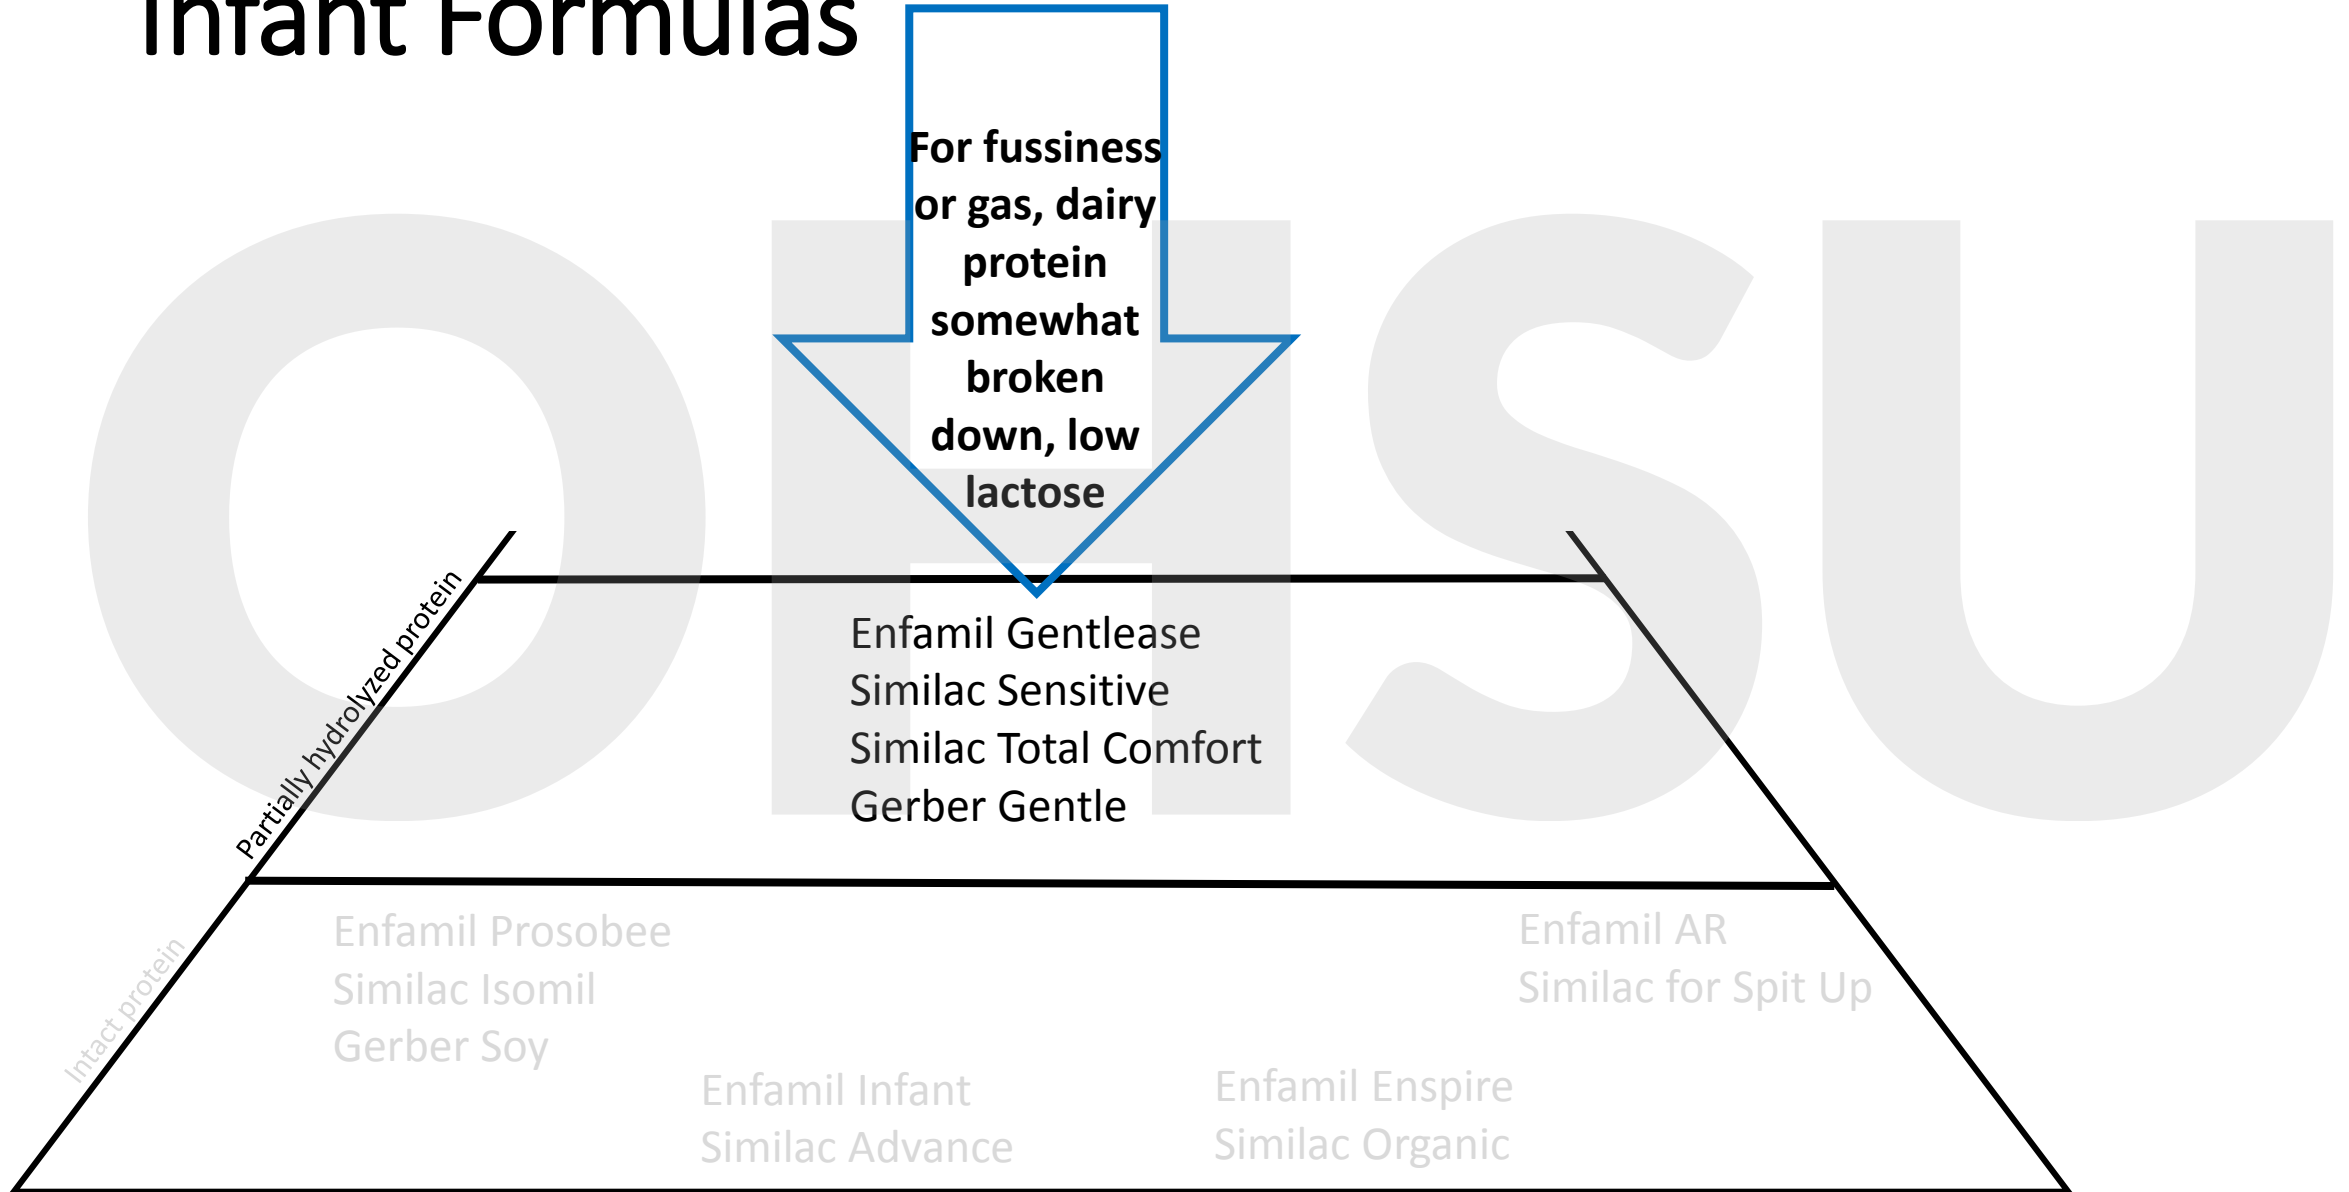 Infant Formulas
For fussiness
or gas, dairy
protein
somewhat
broken
down, low
lactose
OHSU
Partially hydrolyzed protein
Enfamil Gentlease
Similac Sensitive
Similac Total Comfort
Gerber Gentle
Intact protein
Enfamil Prosobee
Similac Isomil
Gerber Soy
Enfamil AR
Similac for Spit Up
Enfamil Infant
Similac Advance
Enfamil Enspire
Similac Organic